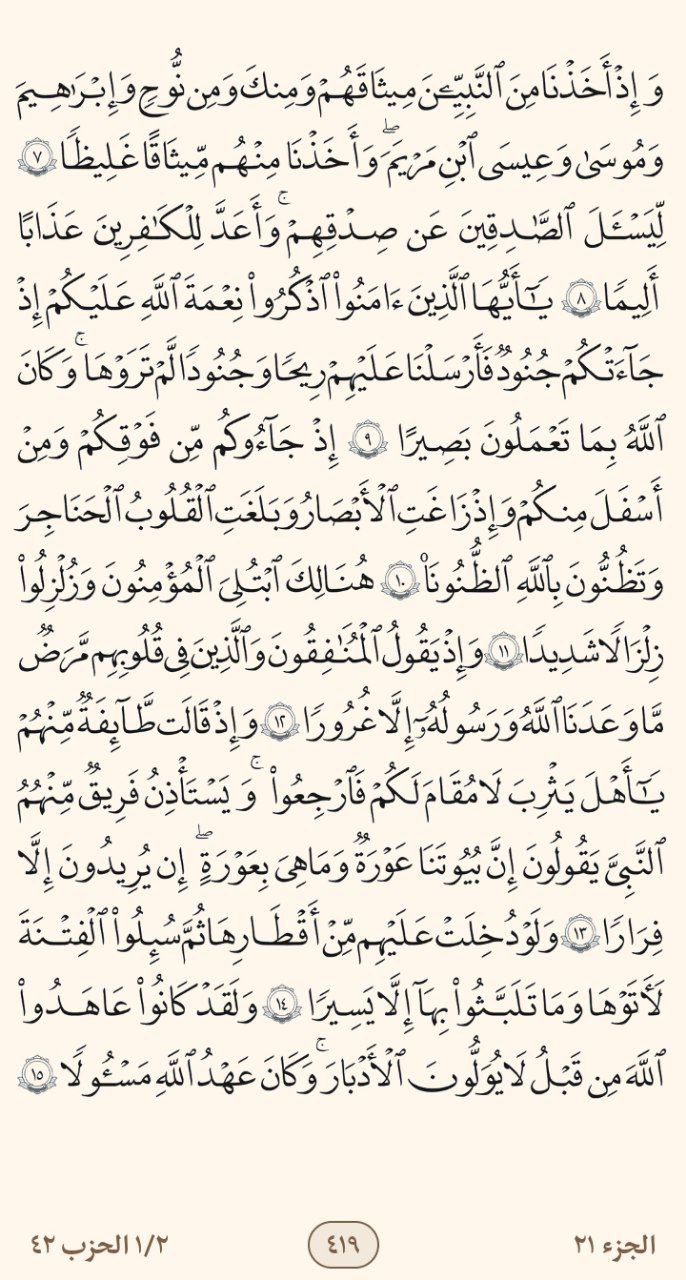 وَإِذْ أَخَذْنَا مِنَ ٱلنَّبِيِّـۧنَ مِيثَاقَهُمْ وَمِنكَ وَمِن نُّوحٍ وَإِبْرَٰهِيمَ
وَمُوسَىٰ وَعِيسَى ٱبْنِ مَرْيَمَ ۖ وَأَخَذْنَا مِنْهُم مِّيثَاقًا غَلِيظًا ٧
لِّيَسْـَٔلَ ٱلصَّـٰدِقِينَ عَن صِدْقِهِمْ ۚ وَأَعَدَّ لِلْكَـٰفِرِينَ عَذَابًا
أَلِيمًا ٨ يَـٰٓأَيُّهَا ٱلَّذِينَ ءَامَنُوا۟ ٱذْكُرُوا۟ نِعْمَةَ ٱللَّهِ عَلَيْكُمْ إِذْ
جَآءَتْكُمْ جُنُودٌ فَأَرْسَلْنَا عَلَيْهِمْ رِيحًا وَجُنُودًا لَّمْ تَرَوْهَا ۚ وَكَانَ
ٱللَّهُ بِمَا تَعْمَلُونَ بَصِيرًا ٩ إِذْ جَآءُوكُم مِّن فَوْقِكُمْ وَمِنْ
أَسْفَلَ مِنكُمْ وَإِذْ زَاغَتِ ٱلْأَبْصَـٰرُ وَبَلَغَتِ ٱلْقُلُوبُ ٱلْحَنَاجِرَ
وَتَظُنُّونَ بِٱللَّهِ ٱلظُّنُونَا۠ ١٠ هُنَالِكَ ٱبْتُلِىَ ٱلْمُؤْمِنُونَ وَزُلْزِلُوا۟
زِلْزَالًا شَدِيدًا ١١ وَإِذْ يَقُولُ ٱلْمُنَـٰفِقُونَ وَٱلَّذِينَ فِى قُلُوبِهِم مَّرَضٌ
مَّا وَعَدَنَا ٱللَّهُ وَرَسُولُهُۥٓ إِلَّا غُرُورًا ١٢ وَإِذْ قَالَت طَّآئِفَةٌ مِّنْهُمْ
يَـٰٓأَهْلَ يَثْرِبَ لَا مُقَامَ لَكُمْ فَٱرْجِعُوا۟ ۚ وَيَسْتَـْٔذِنُ فَرِيقٌ مِّنْهُمُ
ٱلنَّبِىَّ يَقُولُونَ إِنَّ بُيُوتَنَا عَوْرَةٌ وَمَا هِىَ بِعَوْرَةٍ ۖ إِن يُرِيدُونَ إِلَّا
فِرَارًا ١٣ وَلَوْ دُخِلَتْ عَلَيْهِم مِّنْ أَقْطَارِهَا ثُمَّ سُئِلُوا۟ ٱلْفِتْنَةَ
لَـَٔاتَوْهَا وَمَا تَلَبَّثُوا۟ بِهَآ إِلَّا يَسِيرًا ١٤ وَلَقَدْ كَانُوا۟ عَـٰهَدُوا۟
ٱللَّهَ مِن قَبْلُ لَا يُوَلُّونَ ٱلْأَدْبَـٰرَ ۚ وَكَانَ عَهْدُ ٱللَّهِ مَسْـُٔولًا ١٥
الجزء ٢١
٤١٩
١/٢ الحزب ٤٢